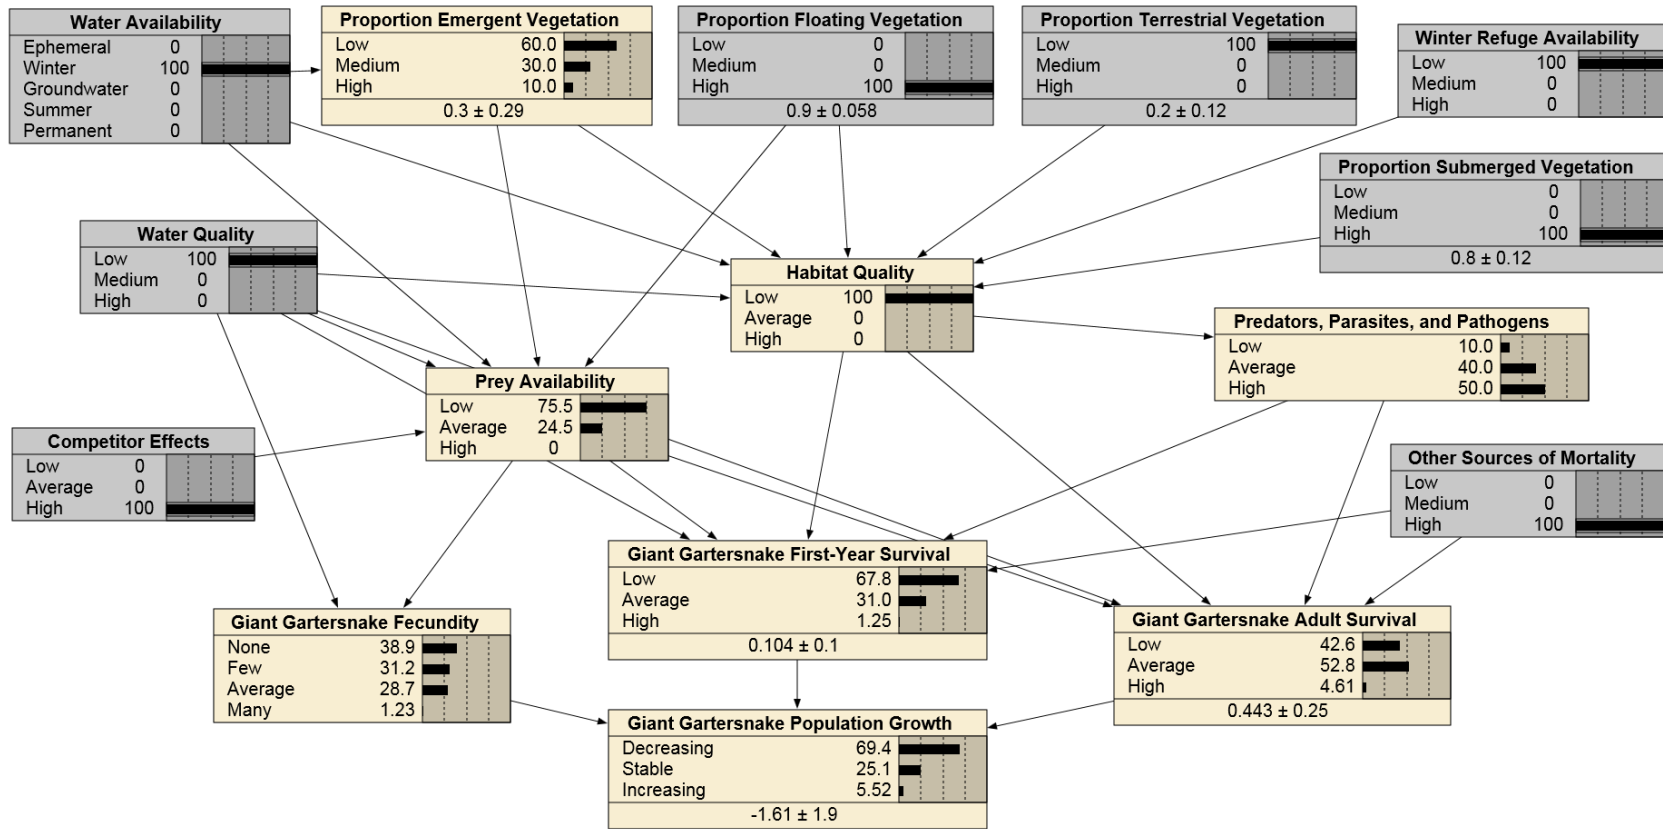 Water Availability
Ephemeral 0
Winter 100
Groundwater 0
Summer 0
Permanent 0
Proportion Emergent Vegetation
Low 60.0
Medium 30.0
High 10.0
0.3 ± 0.29
Proportion Floating Vegetation
Low 0
Medium 0
High 100
0.9 ± 0.058
Proportion Terrestrial Vegetation
Low 100
Medium 0
High 0
0.2 ± 0.12
Winter Refuge Availability
Low 100
Medium 0
High 0
Proportion Submerged Vegetation
Low 0
Medium 0
High 100
0.8 ± 0.12
Water Quality
Low 100
Medium 0
High 0
Habitat Quality
Low 100
Average 0
High 0
Predators, Parasites, and Pathogens
Low 10.0
Average 40.0
High 50.0
Prey Availability
Low 75.5
Average 24.5
High 0
Competitor Effects
Low 0
Average 0
High 100
Other Sources of Mortality
Low 0
Medium 0
High 100
Giant Gartersnake First-Year Survival
Low 67.8
Average 31.0
High 1.25
0.104 ± 0.1
Giant Gartersnake Fecundity
None 38.9
Few 31.2
Average 28.7
Many 1.23
Giant Gartersnake Adult Survival
Low 42.6
Average 52.8
High 4.61
0.443 ± 0.25
Giant Gartersnake Population Growth
Decreasing 69.4
Stable 25.1
Increasing 5.52
-1.61 ± 1.9